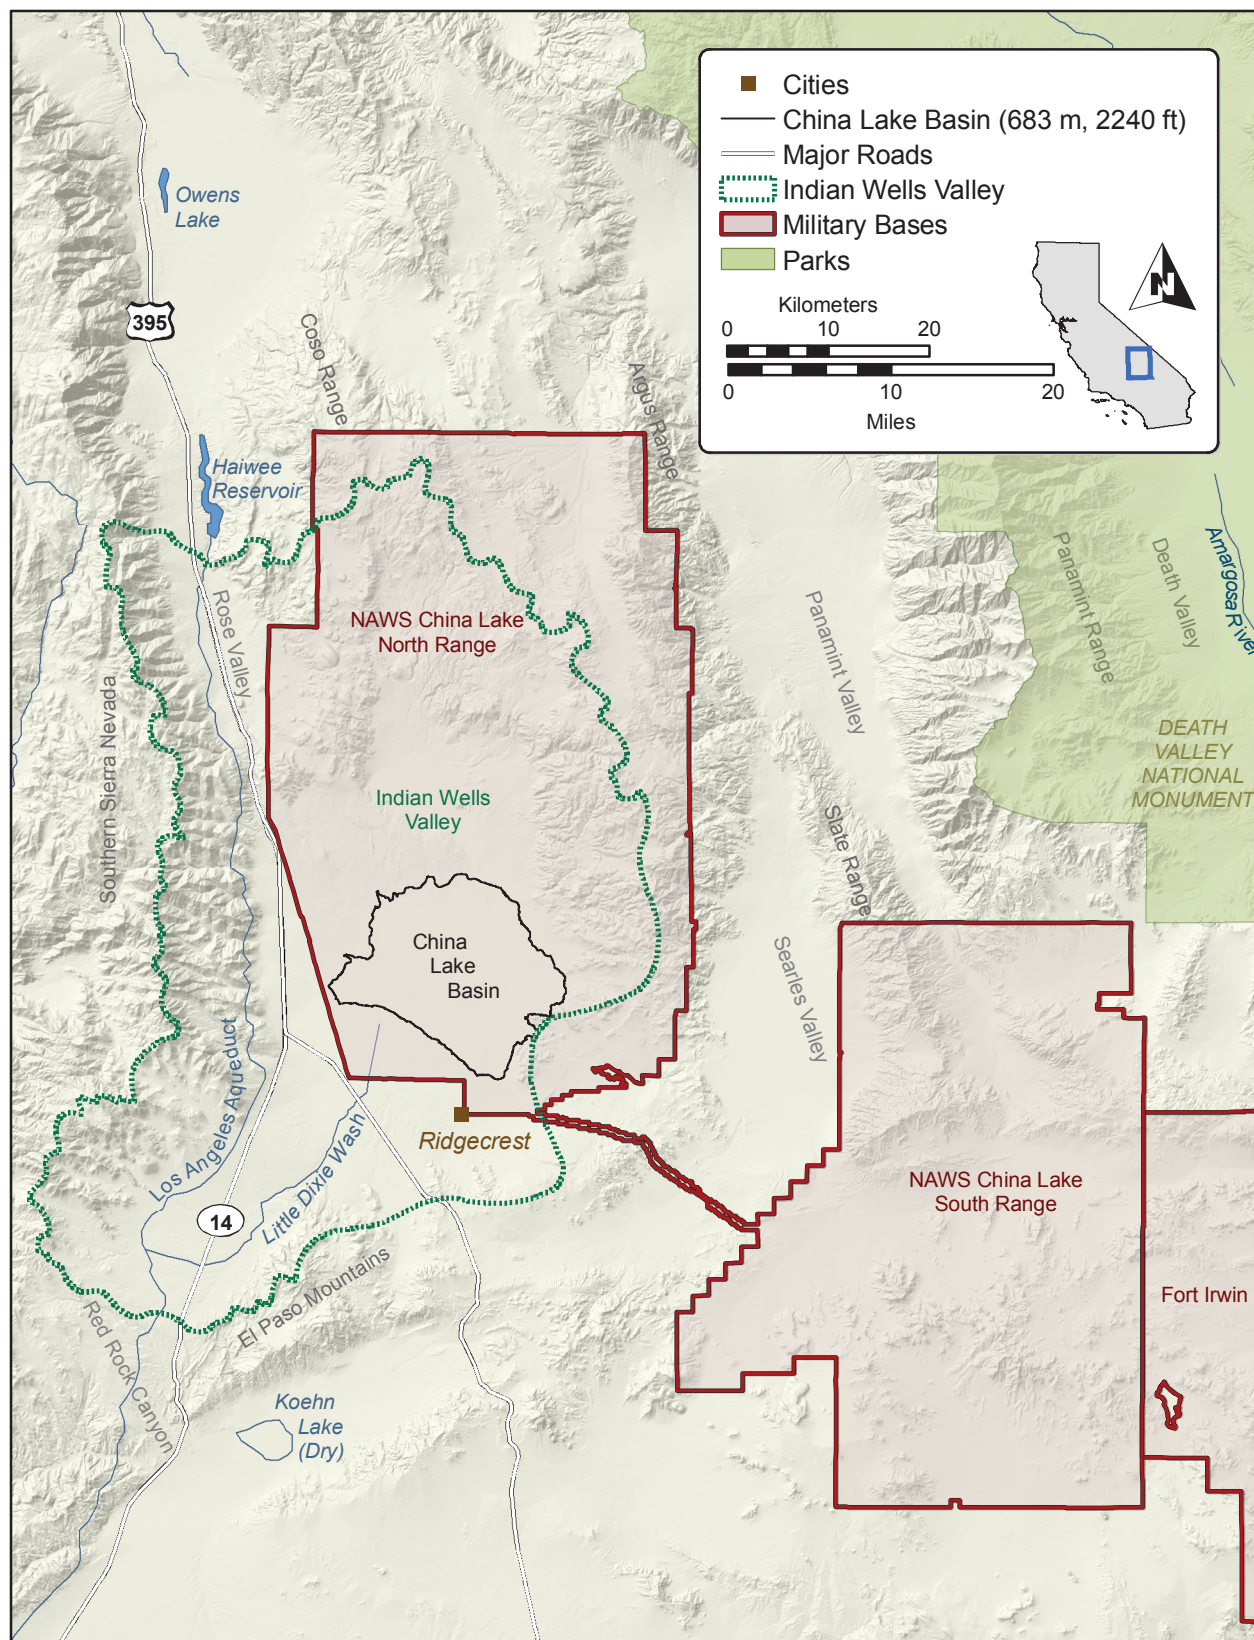 Cities
China Lake Basin (683 m, 2240 ft)
Major Roads
Indian Wells Valley
Military Bases
Parks
Kilometers
0 10 20
0 10 20
Miles
N
Owens
Lake
395
Coso Range
Argus Range
Haiwee
Reservoir
Rose Valley
NAWS China Lake
North Range
Panamint Valley
Panamint Range
Death Valley
Amargosa River
DEATH
VALLEY
NATIONAL
MONUMENT
Southern Sierra Nevada
Indian Wells
Valley
Slate Range
China
Lake
Basin
Searles Valley
Los Angeles Aqueduct
Little Dixie Wash
Ridgecrest
14
NAWS China Lake
South Range
Fort Irwin
El Paso Mountains
Red Rock Canyon
Koehn
Lake
(Dry)